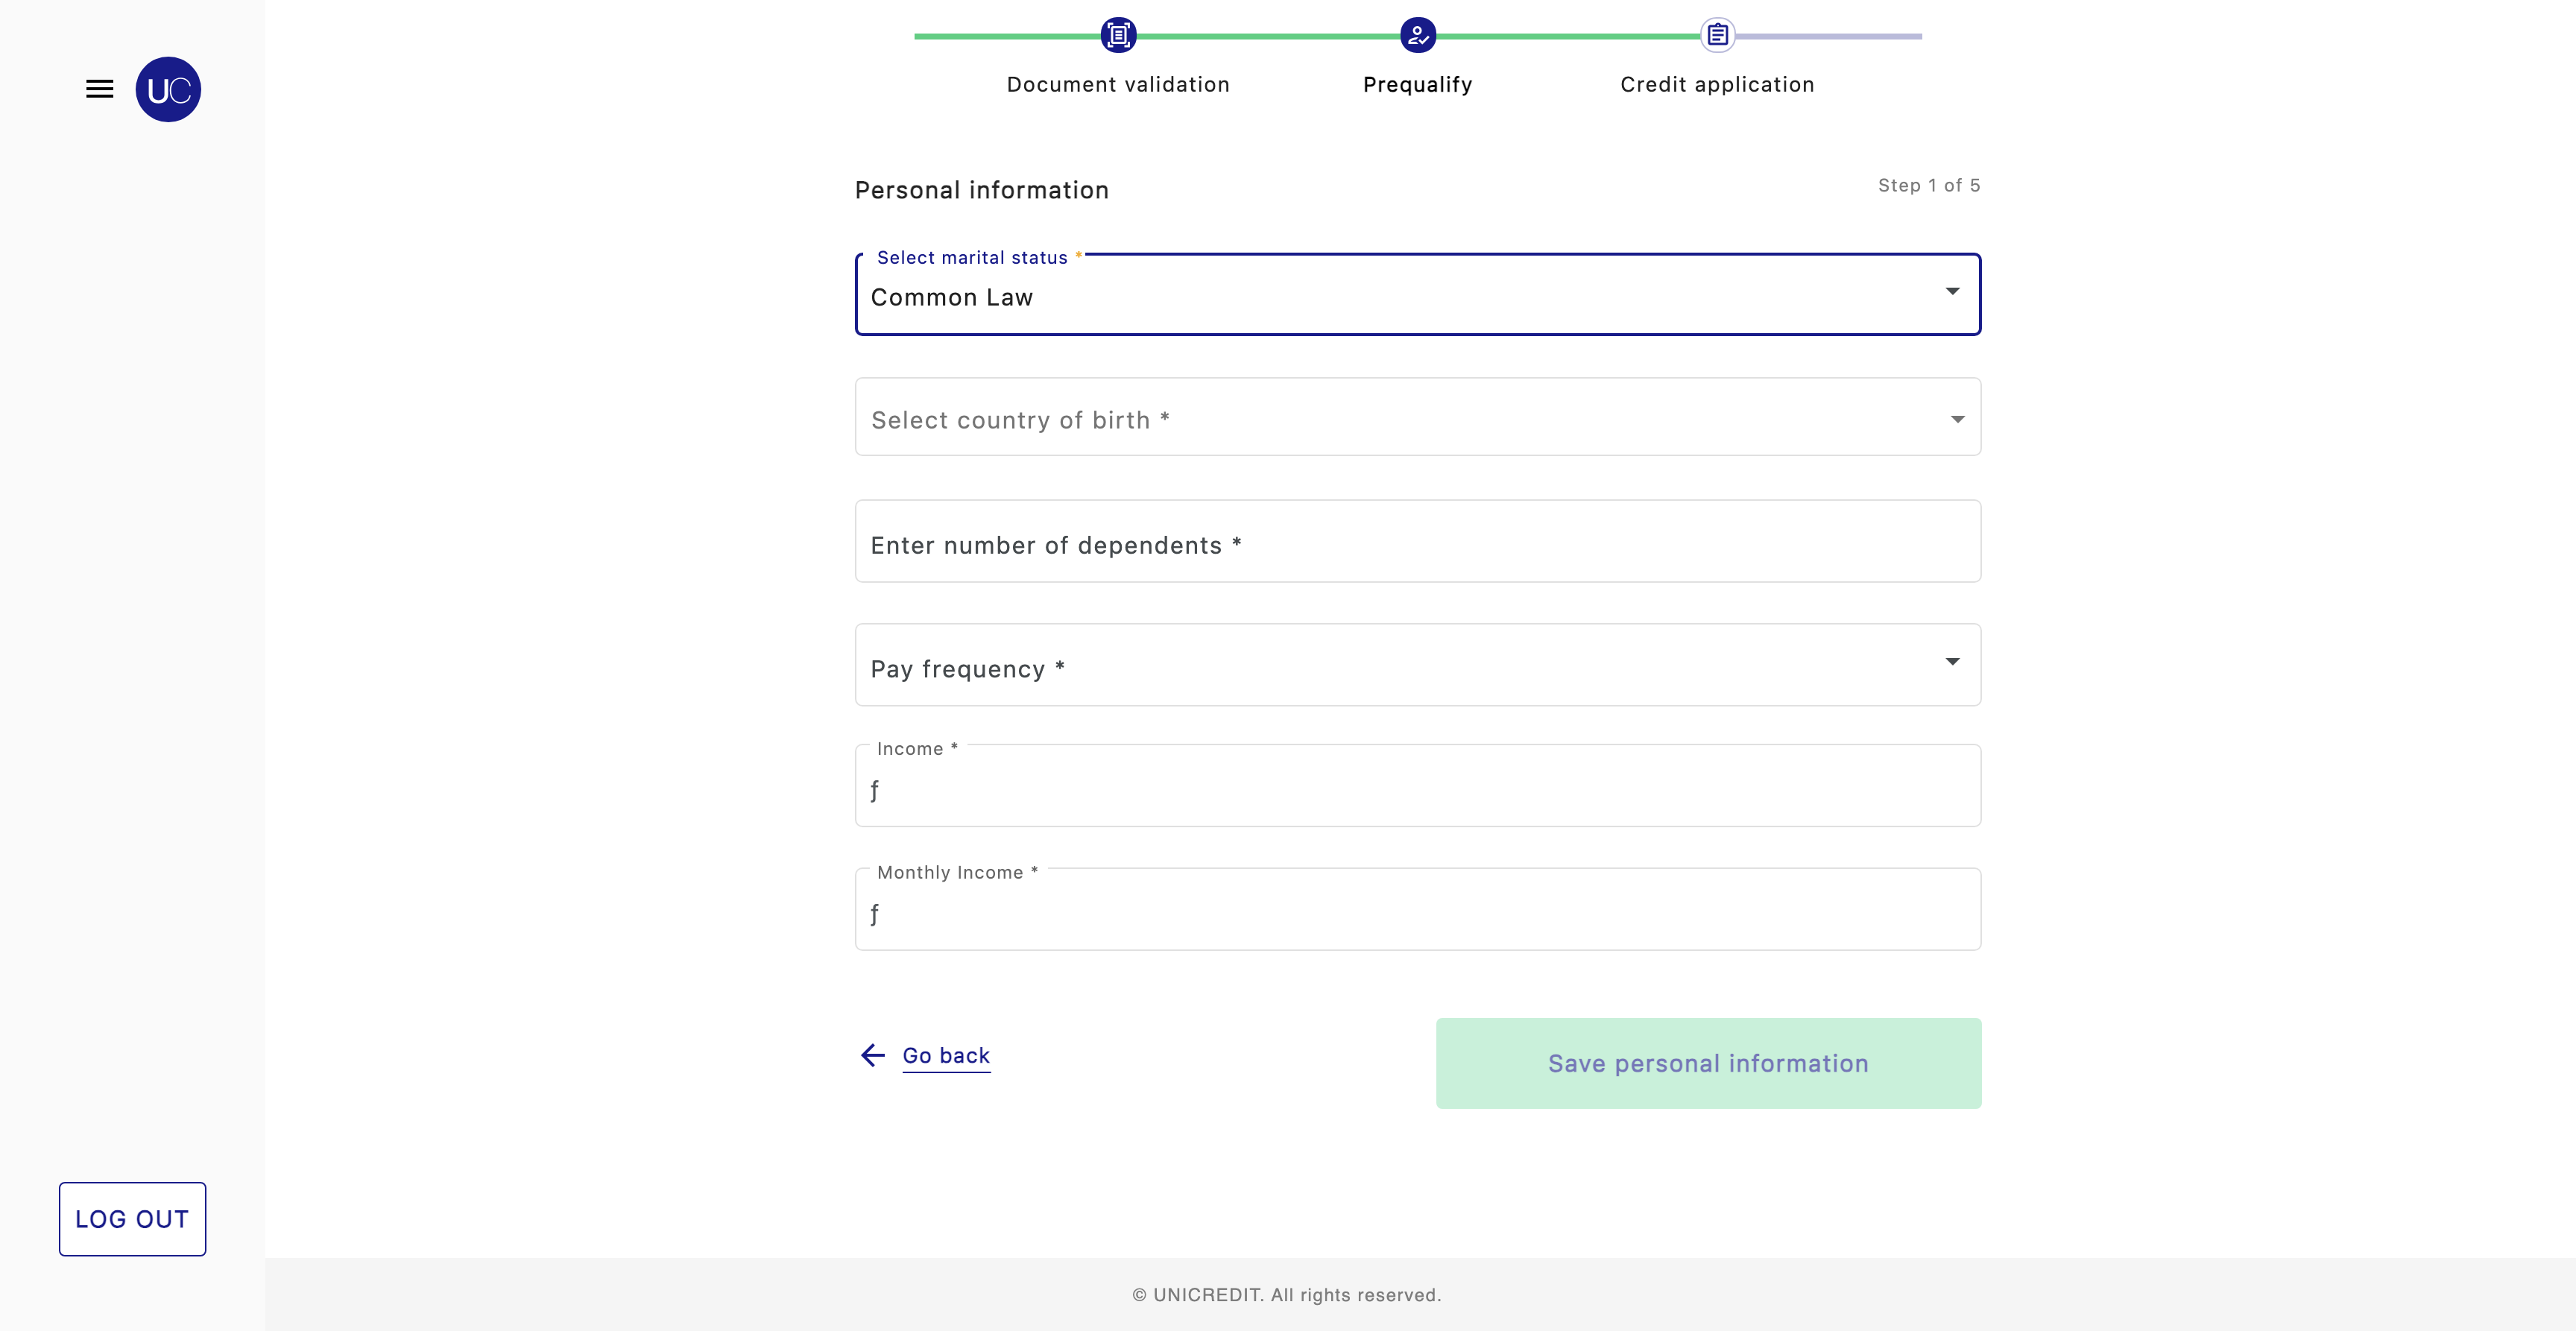 UC
Document validation
Prequalify
Credit application
Personal information
Step 1 of 5
Select marital status *
Common Law
Select country of birth *
Enter number of dependents *
Pay frequency *
Income *
ƒ
Monthly Income *
ƒ
Go back
Save personal information
LOG OUT
© UNICREDIT. All rights reserved.